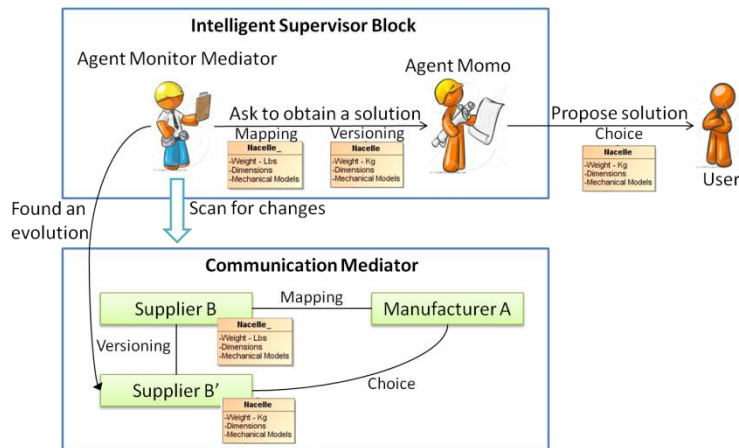 Intelligent Supervisor Block
Agent Monitor Mediator
Agent Momo
Ask to obtain a solution
Mapping
Versioning
Nacelle_
-Weight - Lbs
-Dimensions
-Mechanical Models
Nacelle
-Weight - Kg
-Dimensions
-Mechanical Models
Propose solution
Choice
Nacelle
-Weight - Kg
-Dimensions
-Mechanical Models
User
Found an
evolution
Scan for changes
Communication Mediator
Supplier B
Mapping
Manufacturer A
Nacelle_
-Weight - Lbs
-Dimensions
-Mechanical Models
Versioning
Supplier B’
Choice
Nacelle
-Weight - Kg
-Dimensions
-Mechanical Models